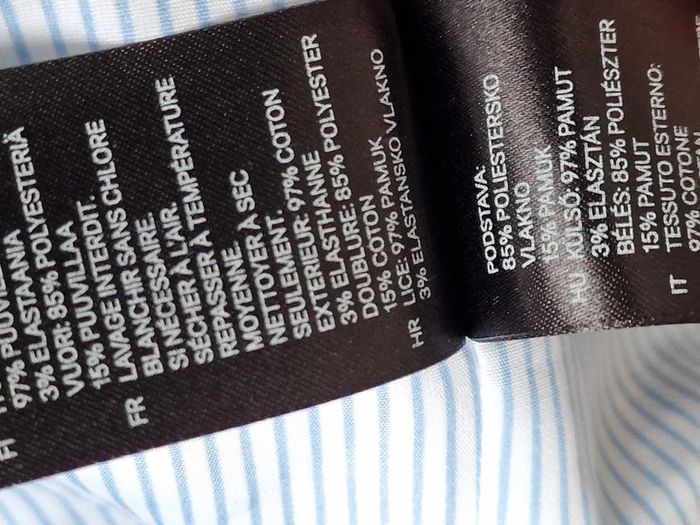 FI 97% PUUV
3% ELASTAANIA
VUORI: 85% POLYESTERIÄ
15% PUUVILLAA
FR LAVAGE INTERDIT.
BLANCHIR SANS CHLORE
SI NÉCESSAIRE.
SÉCHER À L'AIR.
REPASSER À TEMPÉRATURE
MOYENNE.
NETTOYER A SEC
SEULEMENT.
EXTERIEUR: 97% COTON
3% ELASTHANNE
DOUBLURE: 85% POLYESTER
15% COTON
HR LICE: 97% PAMUK
3% ELASTANSKO VLAKNO
PODSTAVA:
85% POLIESTERSKO
VLAKNO
15% PAMUK
HU KÜLSŐ: 97% PAMUT
3% ELASZTÁN
BÉLÉS: 85% POLIÉSZTER
15% PAMUT
IT TESSUTO ESTERNO:
97% COTONE